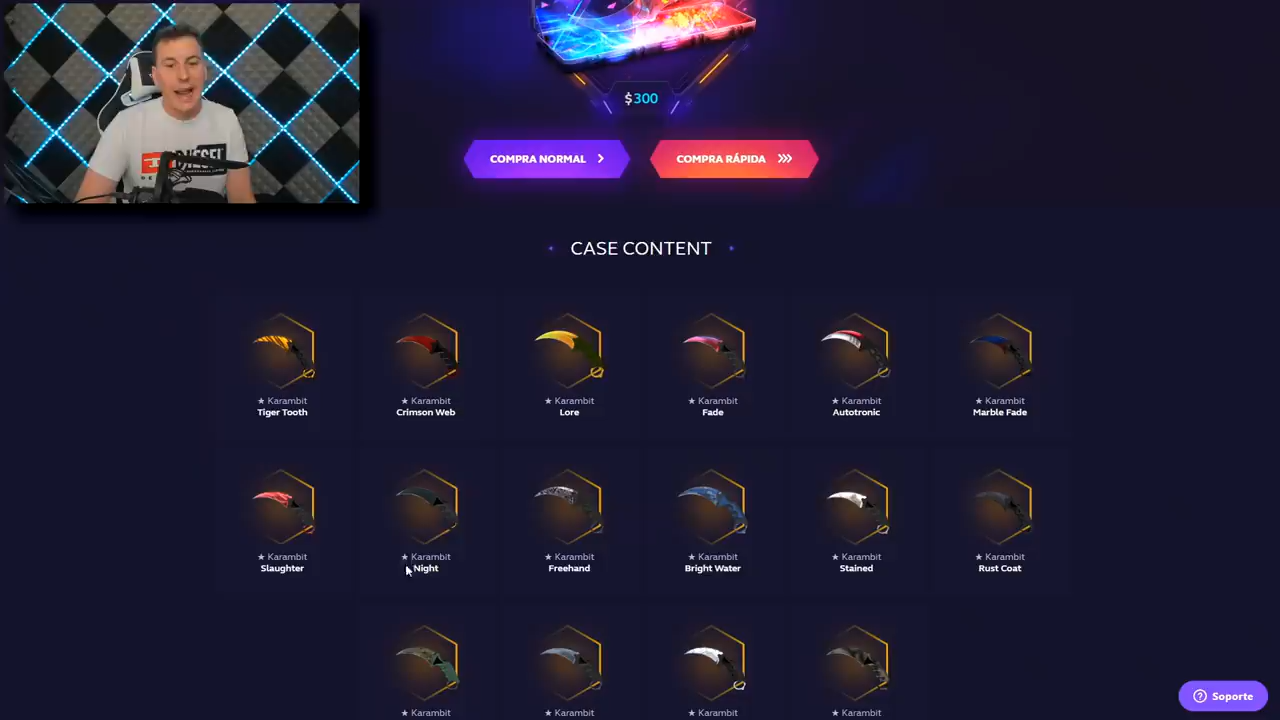 DIESEL
$300
COMPRA NORMAL
COMPRA RÁPIDA
CASE CONTENT
★ Karambit
Tiger Tooth
★ Karambit
Crimson Web
★ Karambit
Lore
★ Karambit
Fade
★ Karambit
Autotronic
★ Karambit
Marble Fade
★ Karambit
Slaughter
★ Karambit
Night
★ Karambit
Freehand
★ Karambit
Bright Water
★ Karambit
Stained
★ Karambit
Rust Coat
★ Karambit
★ Karambit
★ Karambit
★ Karambit
Soporte